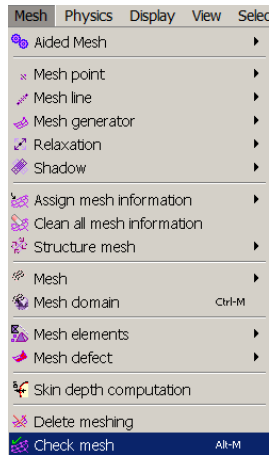 Mesh Physics Display View Selec
Aided Mesh
Mesh point
Mesh line
Mesh generator
Relaxation
Shadow
Assign mesh information
Clean all mesh information
Structure mesh
Mesh
Mesh domain Ctrl-M
Mesh elements
Mesh defect
Skin depth computation
Delete meshing
Check mesh Alt-M